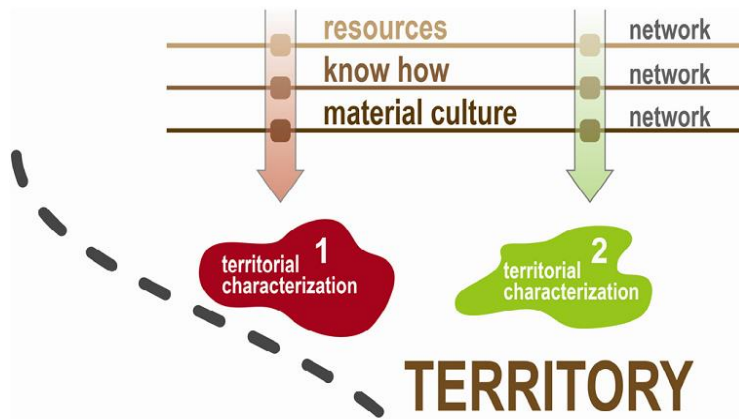 resources network
know how network
material culture network
1
territorial
characterization
2
territorial
characterization
TERRITORY